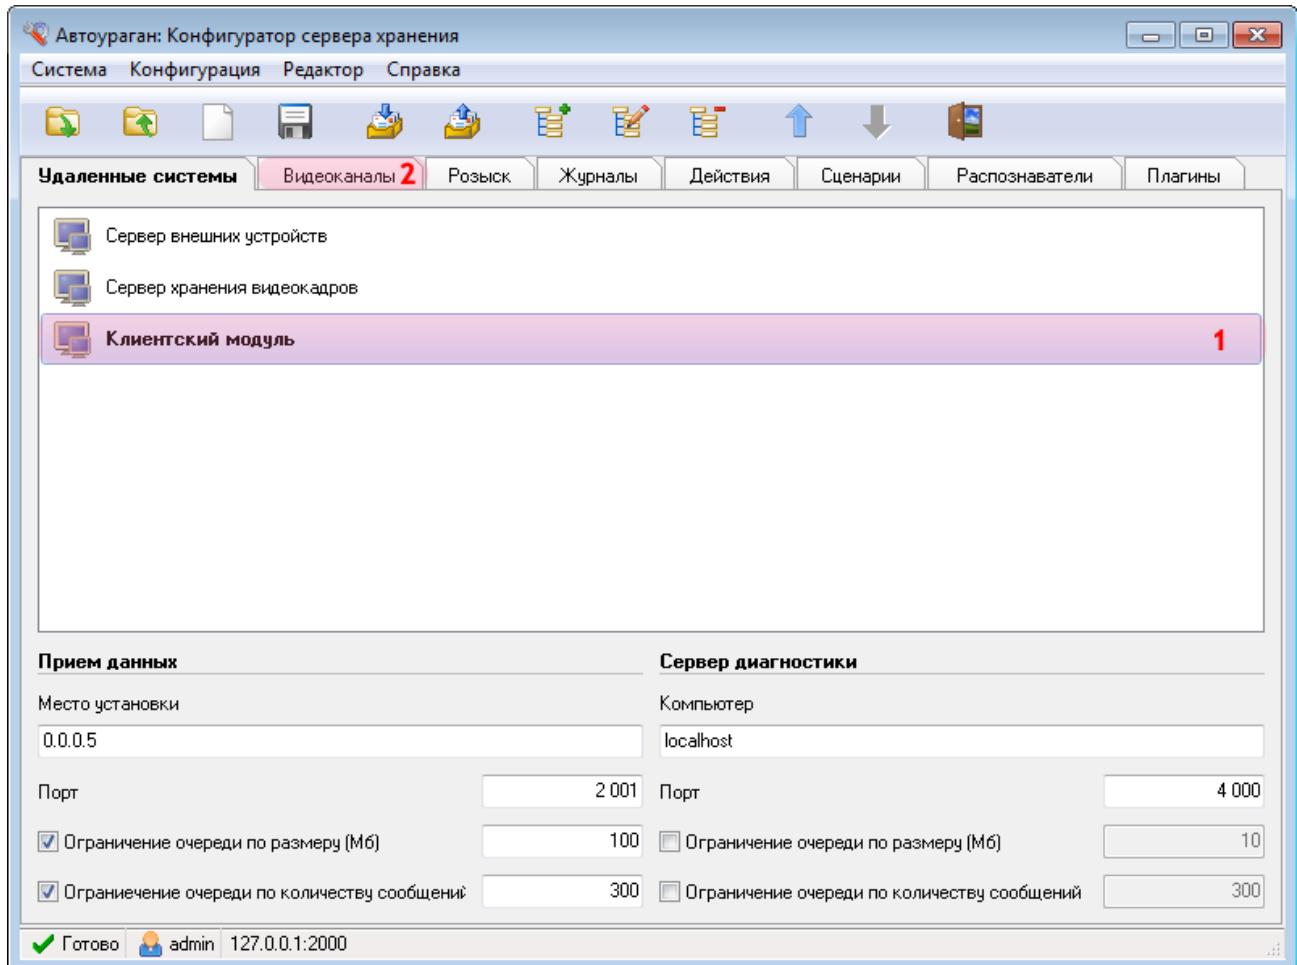 Автоураган: Конфигуратор сервера хранения
Система Конфигурация Редактор Справка
Удаленные системы Видеоканалы 2 Розыск Журналы Действия Сценарии Распознаватели Плагины
Сервер внешних устройств
Сервер хранения видеокадров
Клиентский модуль 1
Прием данных Сервер диагностики
Место установки Компьютер
0.0.0.5 localhost
Порт 2 001 Порт 4 000
Ограничение очереди по размеру (Мб) 100 Ограничение очереди по размеру (Мб) 10
Ограниечение очереди по количеству сообщений 300 Ограничение очереди по количеству сообщений 300
Готово admin 127.0.0.1:2000